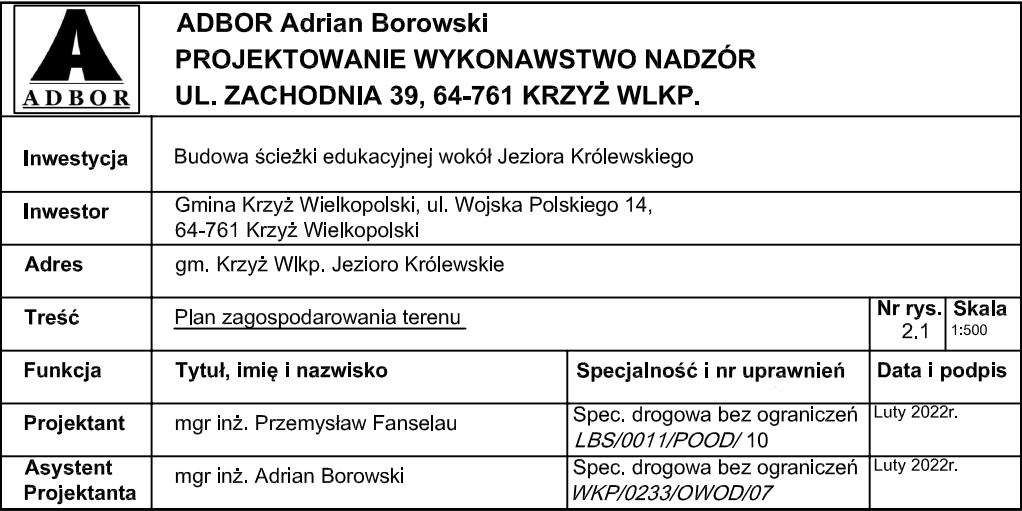 A
ADBOR
ADBOR Adrian Borowski
PROJEKTOWANIE WYKONAWSTWO NADZÓR
UL. ZACHODNIA 39, 64-761 KRZYŻ WLKP.
Inwestycja
Budowa ścieżki edukacyjnej wokół Jeziora Królewskiego
Inwestor
Gmina Krzyż Wielkopolski, ul. Wojska Polskiego 14,
64-761 Krzyż Wielkopolski
Adres
gm. Krzyż Wlkp. Jezioro Królewskie
Treść
Plan zagospodarowania terenu
Nr rys.
2.1
Skala
1:500
Funkcja
Tytuł, imię i nazwisko
Specjalność i nr uprawnień
Data i podpis
Projektant
mgr inż. Przemysław Fanselau
Spec. drogowa bez ograniczeń
LBS/0011/POOD/ 10
Luty 2022r.
Asystent
Projektanta
mgr inż. Adrian Borowski
Spec. drogowa bez ograniczeń
WKP/0233/OWOD/07
Luty 2022r.